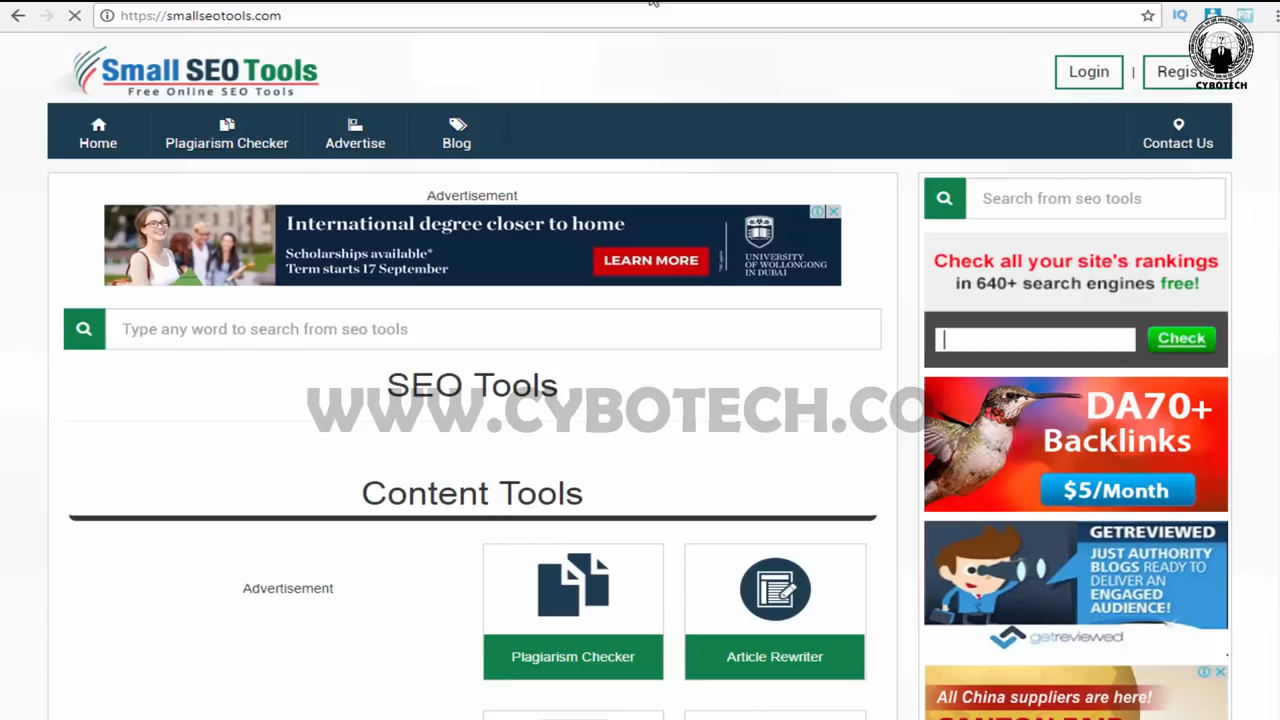 https://smallseotools.com
Small SEO Tools
Free Online SEO Tools
Login
|
CYBOTECH
Home
Plagiarism Checker
Advertise
Blog
Contact Us
Advertisement
International degree closer to home
Scholarships available*
Term starts 17 September
LEARN MORE
UNIVERSITY
OF WOLLONGONG
IN DUBAI
Type any word to search from seo tools
SEO Tools
WWW.CYBOTECH.CO
Content Tools
Advertisement
Plagiarism Checker
Article Rewriter
Search from seo tools
Check all your site's rankings
in 640+ search engines free!
Check
DA70+
Backlinks
$5/Month
GETREVIEWED
JUST AUTHORITY
BLOGS READY TO
DELIVER AN
ENGAGED
AUDIENCE!
getreviewed
All China suppliers are here!
CANTON FAIR